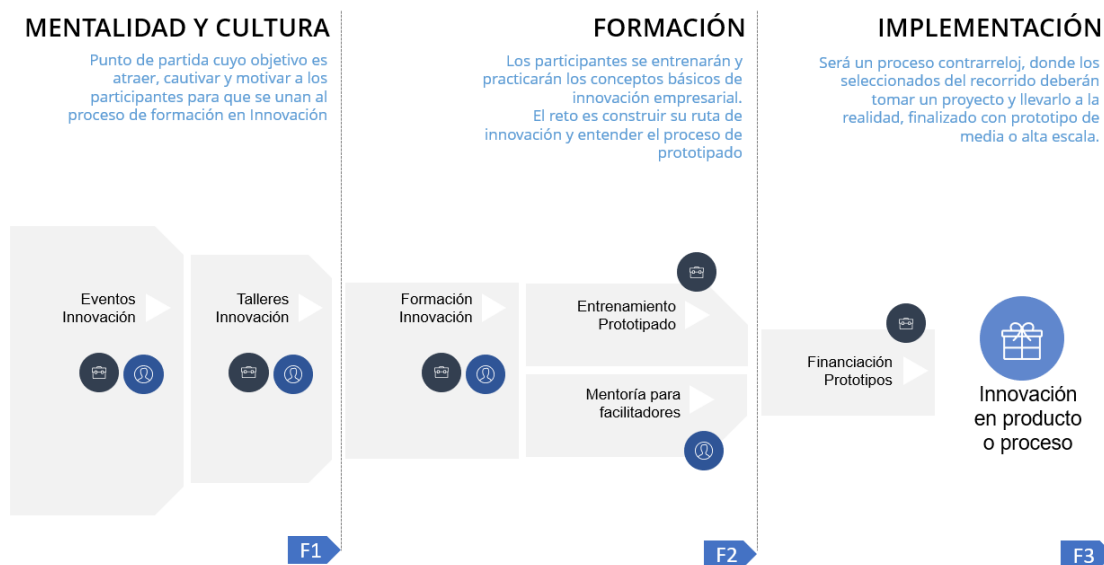 MENTALIDAD Y CULTURA
Punto de partida cuyo objetivo es
atraer, cautivar y motivar a los
participantes para que se unan al
proceso de formación en Innovación
FORMACIÓN
Los participantes se entrenarán y
practicarán los conceptos básicos de
innovación empresarial.
El reto es construir su ruta de
innovación y entender el proceso de
prototipado
IMPLEMENTACIÓN
Será un proceso contrarreloj, donde los
seleccionados del recorrido deberán
tomar un proyecto y llevarlo a la
realidad, finalizado con prototipo de
media o alta escala.
Eventos
Innovación
Talleres
Innovación
Formación
Innovación
Entrenamiento
Prototipado
Mentoría para
facilitadores
Financiación
Prototipos
Innovación
en producto
o proceso
F1
F2
F3